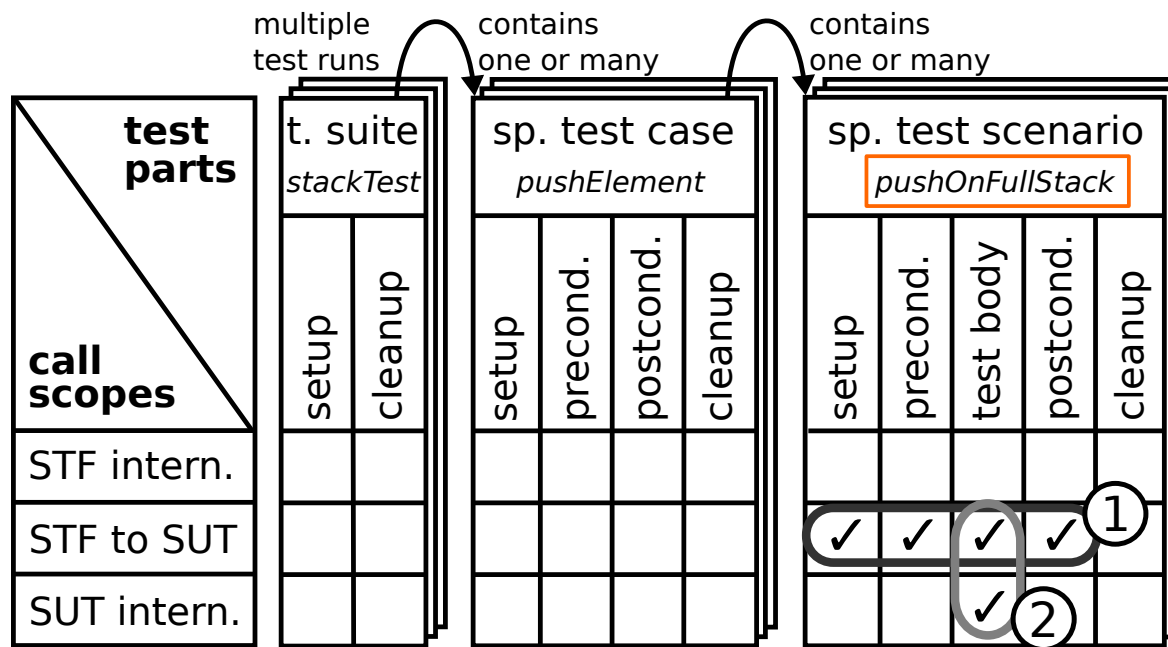 multiple
test runs
contains
one or many
contains
one or many
test
parts
t. suite
stackTest
sp. test case
pushElement
sp. test scenario
pushOnFullStack
call
scopes
setup
cleanup
setup
precond.
postcond.
cleanup
setup
precond.
test body
postcond.
cleanup
STF intern.
STF to SUT
✓ ✓ ✓ ✓
1
SUT intern.
✓
2